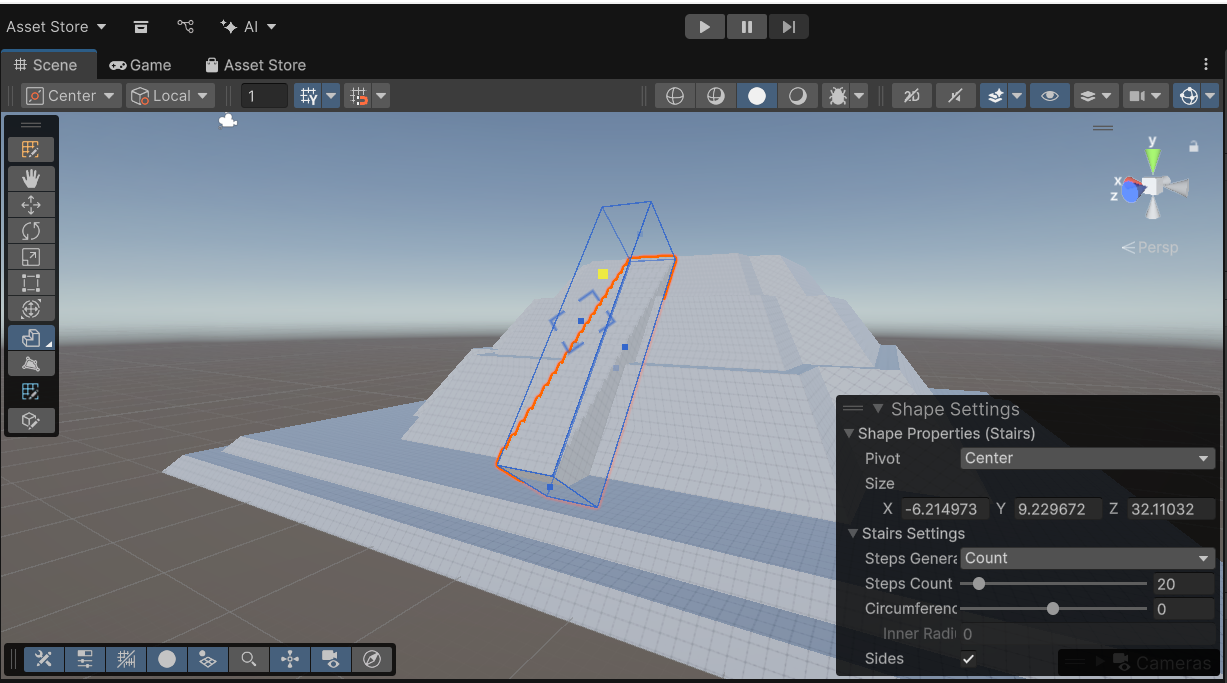 Asset Store AI
Scene Game Asset Store
Center Local 1 Y 2D
y
x
z
Persp
Shape Settings
Shape Properties (Stairs)
Pivot Center
Size
X -6.214973 Y 9.229672 Z 32.11032
Stairs Settings
Steps Genera Count
Steps Count 20
Circumferenc 0
Inner Radi 0
Sides
Cameras